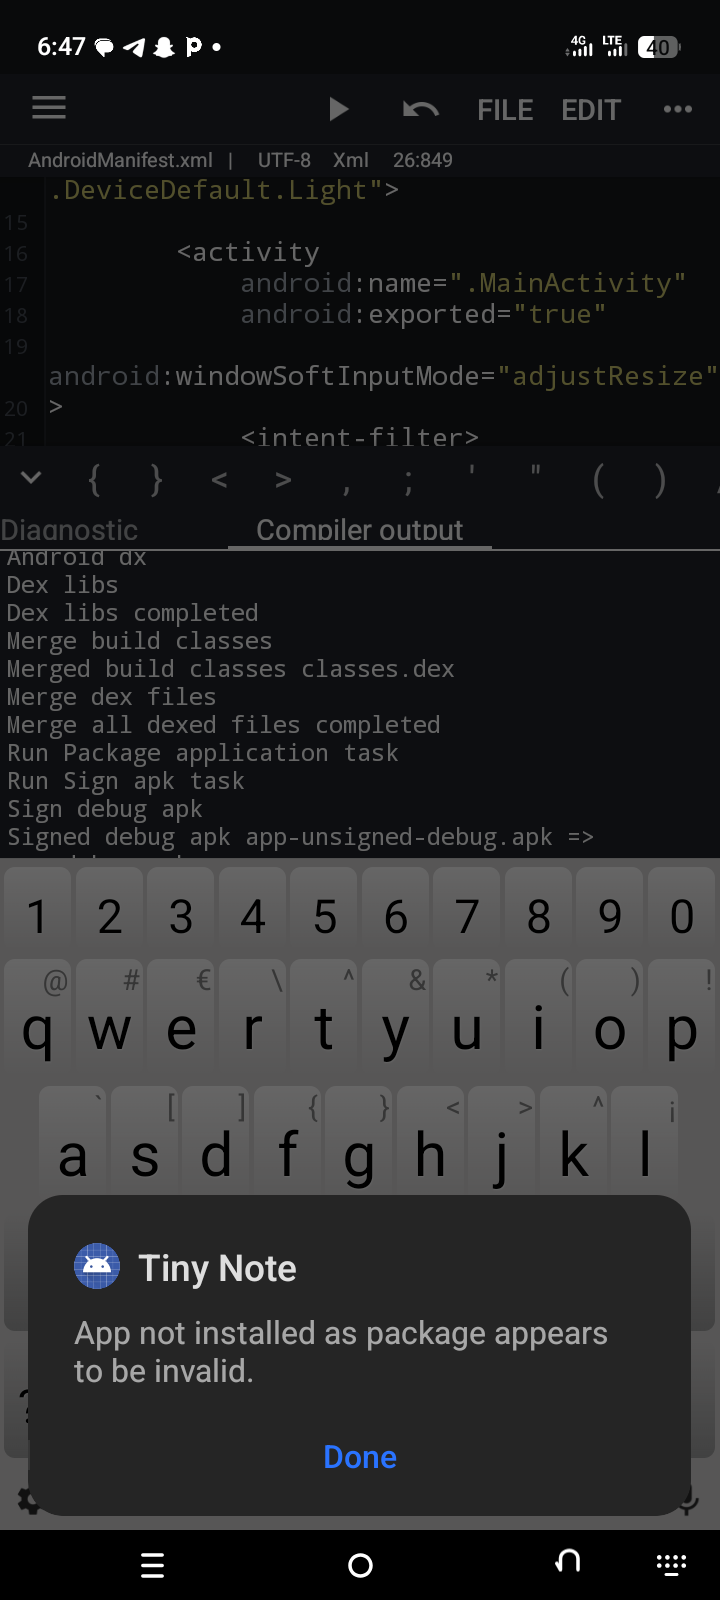 6:47 4G LTE 40
FILE EDIT
AndroidManifest.xml | UTF-8 Xml 26:849
.DeviceDefault.Light">
15
16 <activity
17 android:name=".MainActivity"
18 android:exported="true"
19
android:windowSoftInputMode="adjustResize"
20 >
21 <intent-filter>
{ } < > , ; ' " ( )
Diagnostic Compiler output
Android dx
Dex libs
Dex libs completed
Merge build classes
Merged build classes classes.dex
Merge dex files
Merge all dexed files completed
Run Package application task
Run Sign apk task
Sign debug apk
Signed debug apk app-unsigned-debug.apk =>
1 2 3 4 5 6 7 8 9 0
@ # € \ ^ & * ( ) !
q w e r t y u i o p
` [ ] { } < > ^ ¡
a s d f g h j k l
Tiny Note
App not installed as package appears
to be invalid.
Done